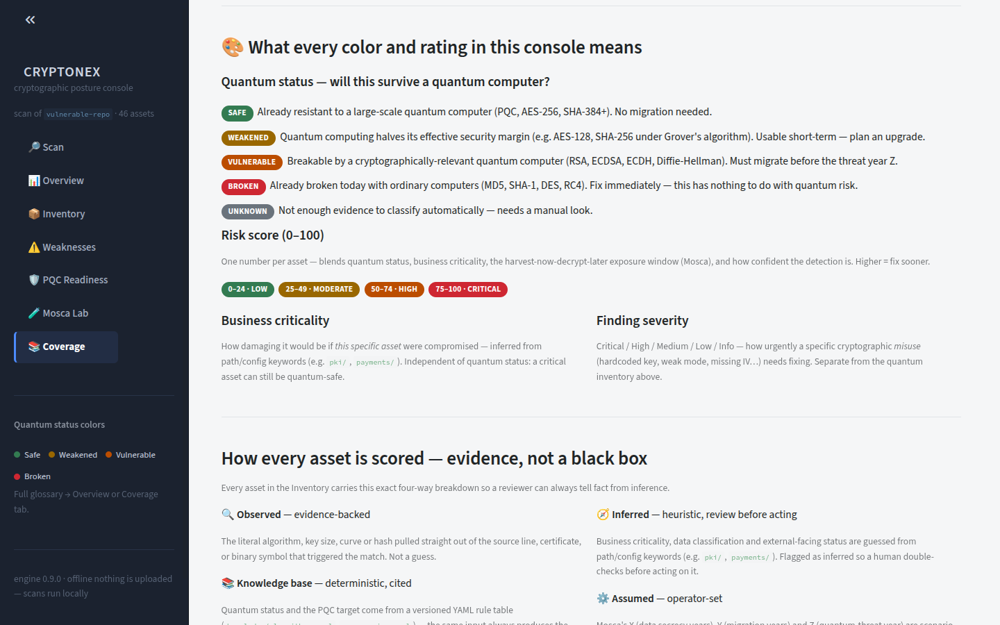 CRYPTONEX
cryptographic posture console
scan of vulnerable-repo · 46 assets
Scan
Overview
Inventory
Weaknesses
PQC Readiness
Mosca Lab
Coverage
Quantum status colors
Safe Weakened Vulnerable
Broken
Full glossary → Overview or Coverage
tab.
engine 0.9.0 · offline nothing is uploaded
— scans run locally
What every color and rating in this console means
Quantum status — will this survive a quantum computer?
SAFE Already resistant to a large-scale quantum computer (PQC, AES-256, SHA-384+). No migration needed.
WEAKENED Quantum computing halves its effective security margin (e.g. AES-128, SHA-256 under Grover's algorithm). Usable short-term — plan an upgrade.
VULNERABLE Breakable by a cryptographically-relevant quantum computer (RSA, ECDSA, ECDH, Diffie-Hellman). Must migrate before the threat year Z.
BROKEN Already broken today with ordinary computers (MD5, SHA-1, DES, RC4). Fix immediately — this has nothing to do with quantum risk.
UNKNOWN Not enough evidence to classify automatically — needs a manual look.
Risk score (0–100)
One number per asset — blends quantum status, business criticality, the harvest-now-decrypt-later exposure window (Mosca), and how confident the detection is. Higher = fix sooner.
0–24 · LOW 25–49 · MODERATE 50–74 · HIGH 75–100 · CRITICAL
Business criticality
How damaging it would be if this specific asset were compromised — inferred from
path/config keywords (e.g. pki/ , payments/ ). Independent of quantum status: a critical
asset can still be quantum-safe.
Finding severity
Critical / High / Medium / Low / Info — how urgently a specific cryptographic misuse
(hardcoded key, weak mode, missing IV…) needs fixing. Separate from the quantum
inventory above.
How every asset is scored — evidence, not a black box
Every asset in the Inventory carries this exact four-way breakdown so a reviewer can always tell fact from inference.
Observed — evidence-backed
The literal algorithm, key size, curve or hash pulled straight out of the source line, certificate,
or binary symbol that triggered the match. Not a guess.
Knowledge base — deterministic, cited
Quantum status and the PQC target come from a versioned YAML rule table
— the same input always produces the
Inferred — heuristic, review before acting
Business criticality, data classification and external-facing status are guessed from
path/config keywords (e.g. pki/ , payments/ ). Flagged as inferred so a human double-
checks before acting on it.
Assumed — operator-set
Mosca's X (data secrecy years), Y (migration years) and Z (quantum-threat year) are scenario